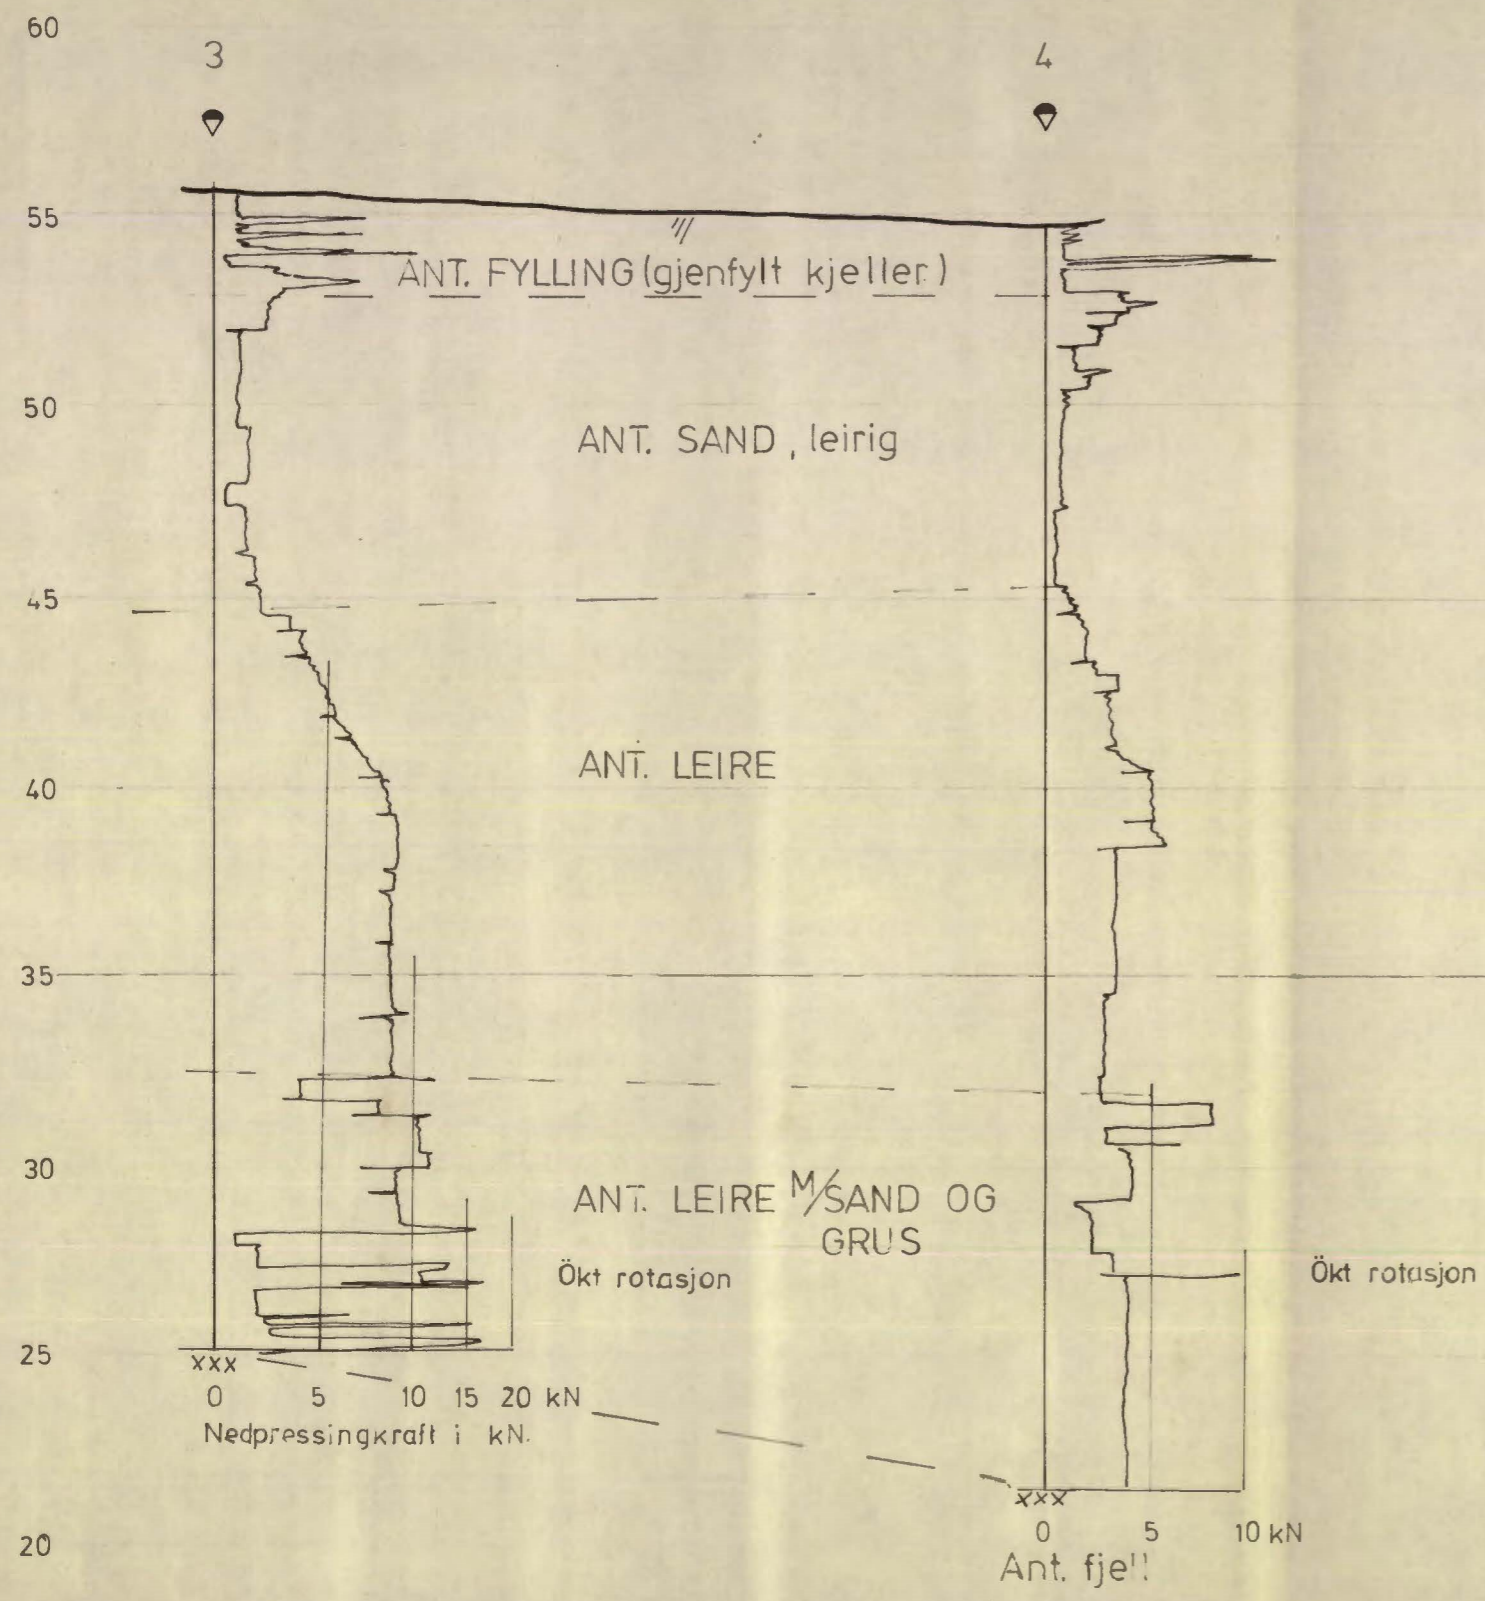 60
3
4
55
ANT. FYLLING (gjenfylt kjeller)
50
ANT. SAND, leirig
45
ANT. LEIRE
40
35
30
ANT. LEIRE M/SAND OG
GRUS
Økt rotasjon
Økt rotasjon
25
xxx
0 5 10 15 20 kN
Nedpressingkraft i kN.
xxx
0 5 10 kN
20
Ant. fjell